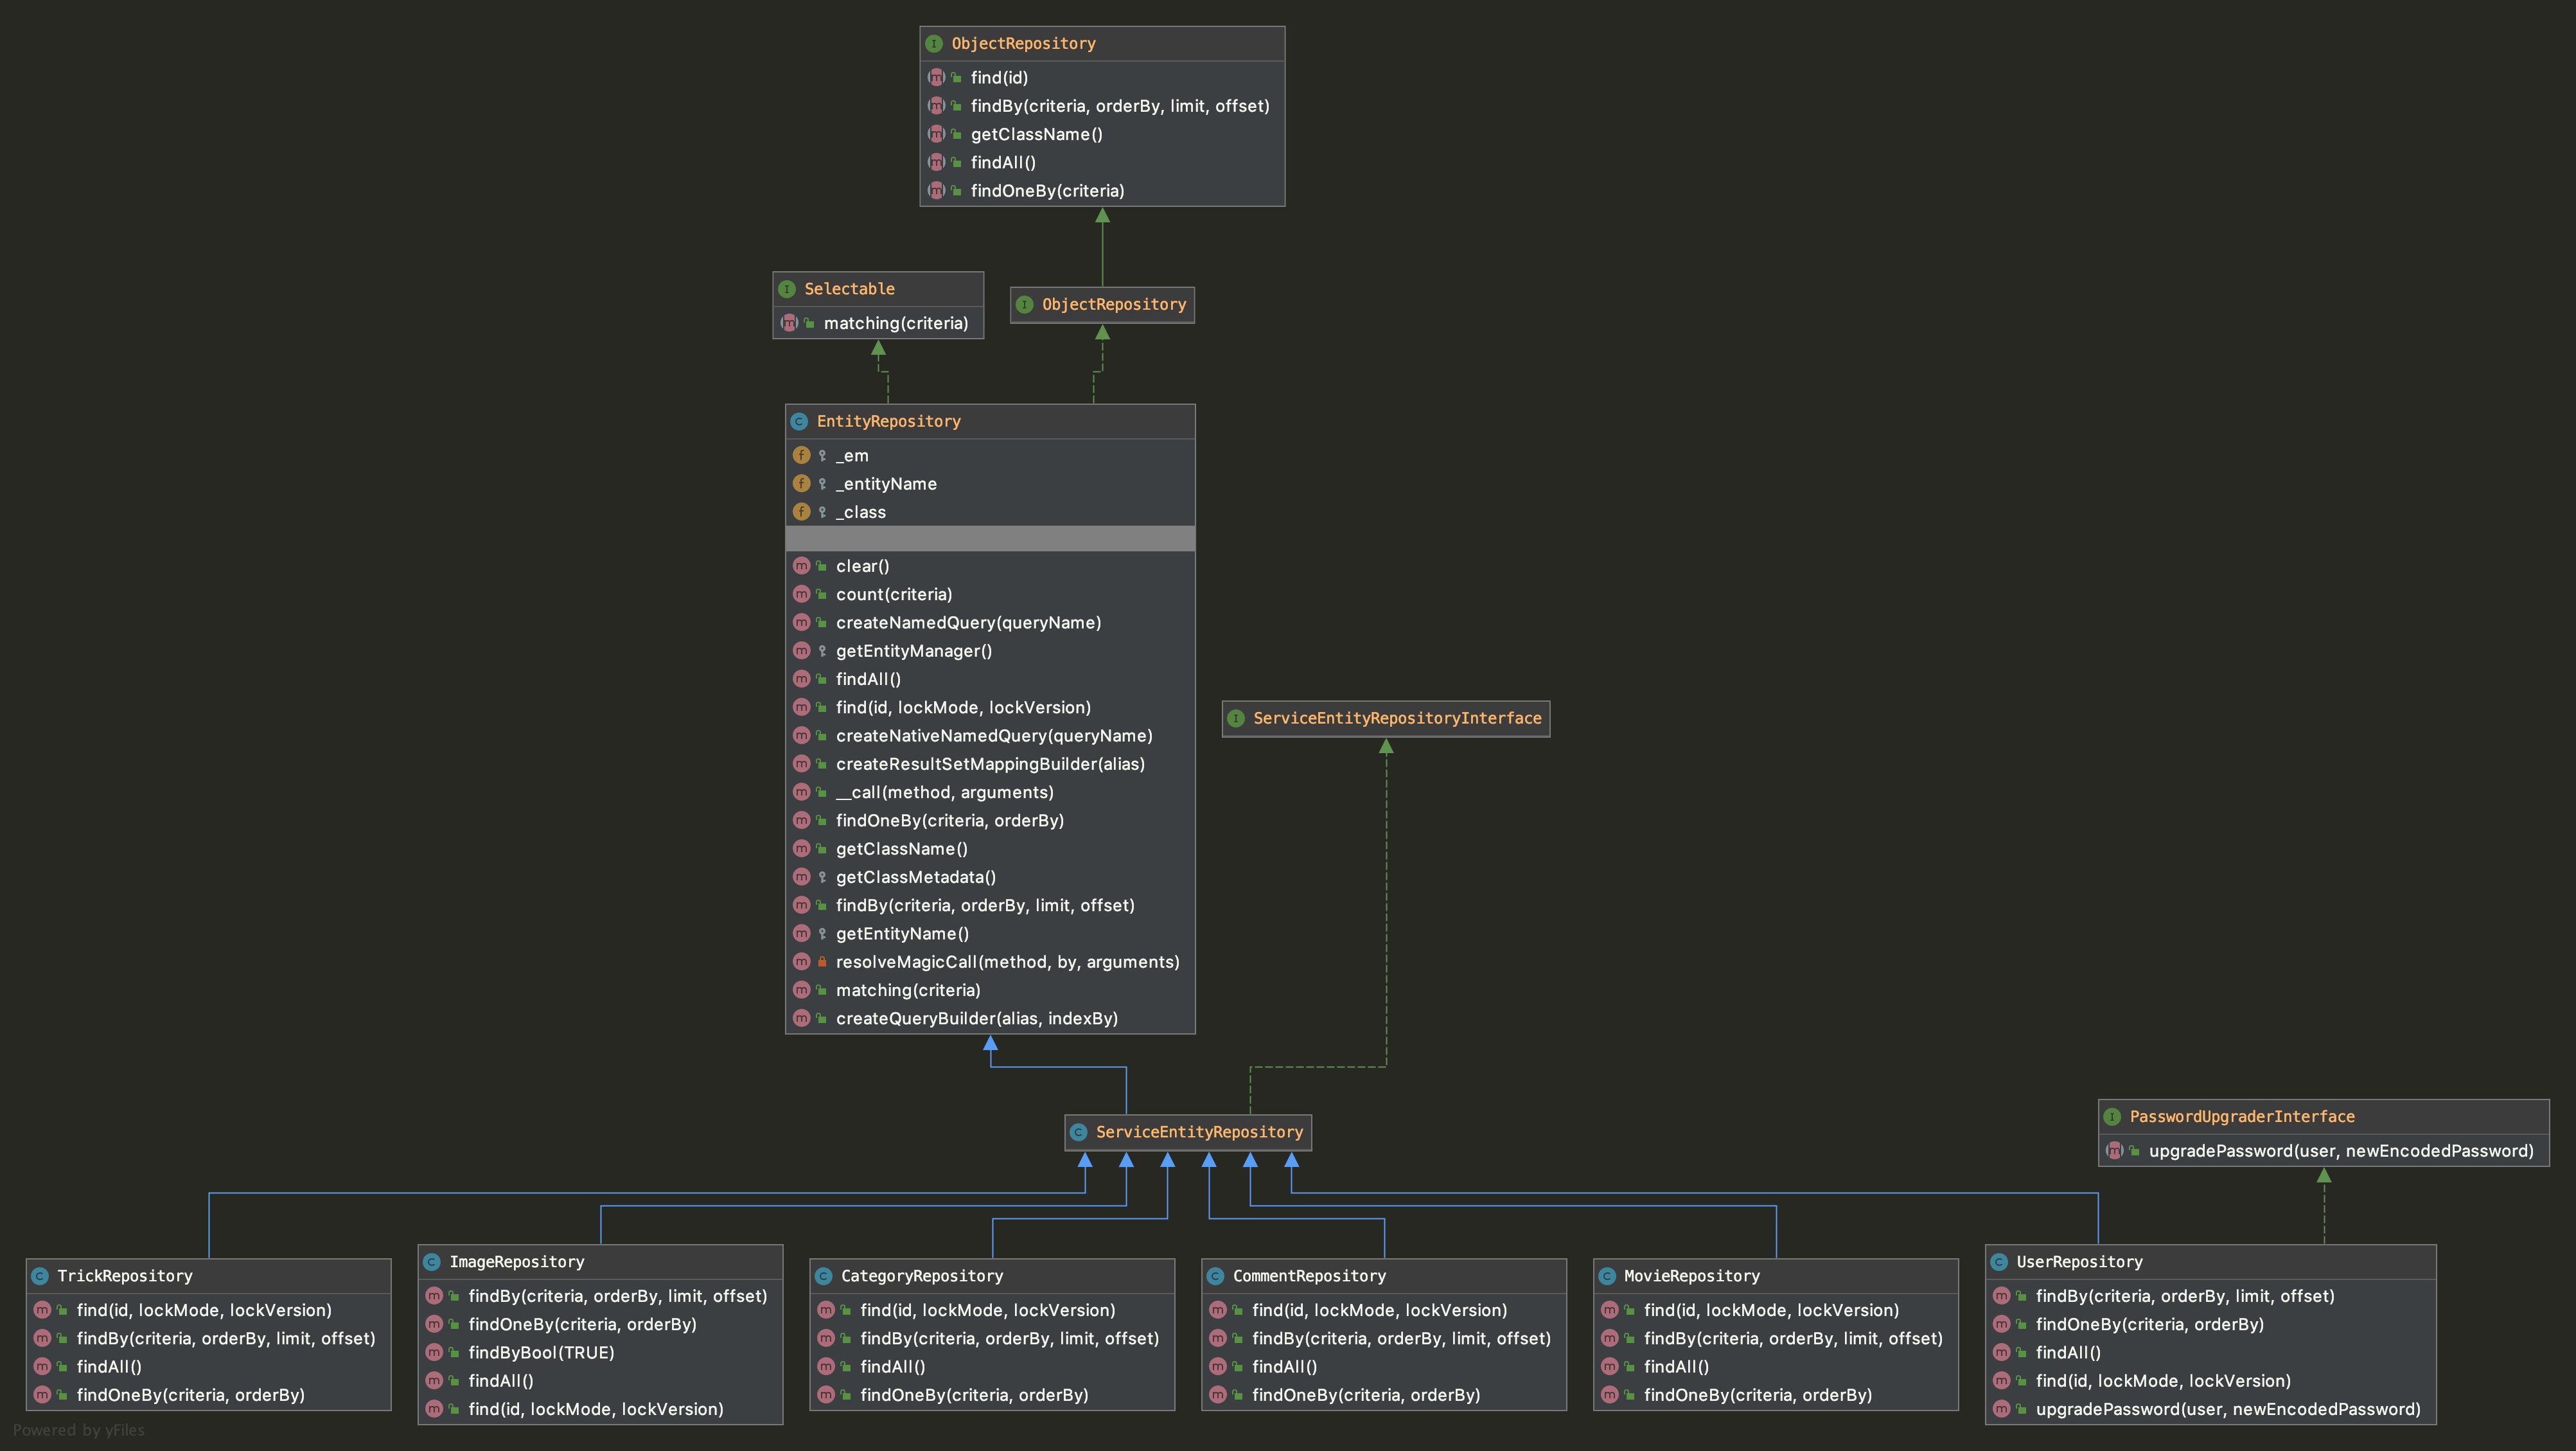 ObjectRepository
find(id)
findBy(criteria, orderBy, limit, offset)
getClassName()
findAll()
findOneBy(criteria)
Selectable
matching(criteria)
ObjectRepository
EntityRepository
_em
_entityName
_class
clear()
count(criteria)
createNamedQuery(queryName)
getEntityManager()
findAll()
find(id, lockMode, lockVersion)
createNativeNamedQuery(queryName)
createResultSetMappingBuilder(alias)
__call(method, arguments)
findOneBy(criteria, orderBy)
getClassName()
getClassMetadata()
findBy(criteria, orderBy, limit, offset)
getEntityName()
resolveMagicCall(method, by, arguments)
matching(criteria)
createQueryBuilder(alias, indexBy)
ServiceEntityRepositoryInterface
ServiceEntityRepository
PasswordUpgraderInterface
upgradePassword(user, newEncodedPassword)
TrickRepository
find(id, lockMode, lockVersion)
findBy(criteria, orderBy, limit, offset)
findAll()
findOneBy(criteria, orderBy)
ImageRepository
findBy(criteria, orderBy, limit, offset)
findOneBy(criteria, orderBy)
findByBool(TRUE)
findAll()
find(id, lockMode, lockVersion)
CategoryRepository
find(id, lockMode, lockVersion)
findBy(criteria, orderBy, limit, offset)
findAll()
findOneBy(criteria, orderBy)
CommentRepository
find(id, lockMode, lockVersion)
findBy(criteria, orderBy, limit, offset)
findAll()
findOneBy(criteria, orderBy)
MovieRepository
find(id, lockMode, lockVersion)
findBy(criteria, orderBy, limit, offset)
findAll()
findOneBy(criteria, orderBy)
UserRepository
findBy(criteria, orderBy, limit, offset)
findOneBy(criteria, orderBy)
findAll()
find(id, lockMode, lockVersion)
upgradePassword(user, newEncodedPassword)
Powered by yFiles